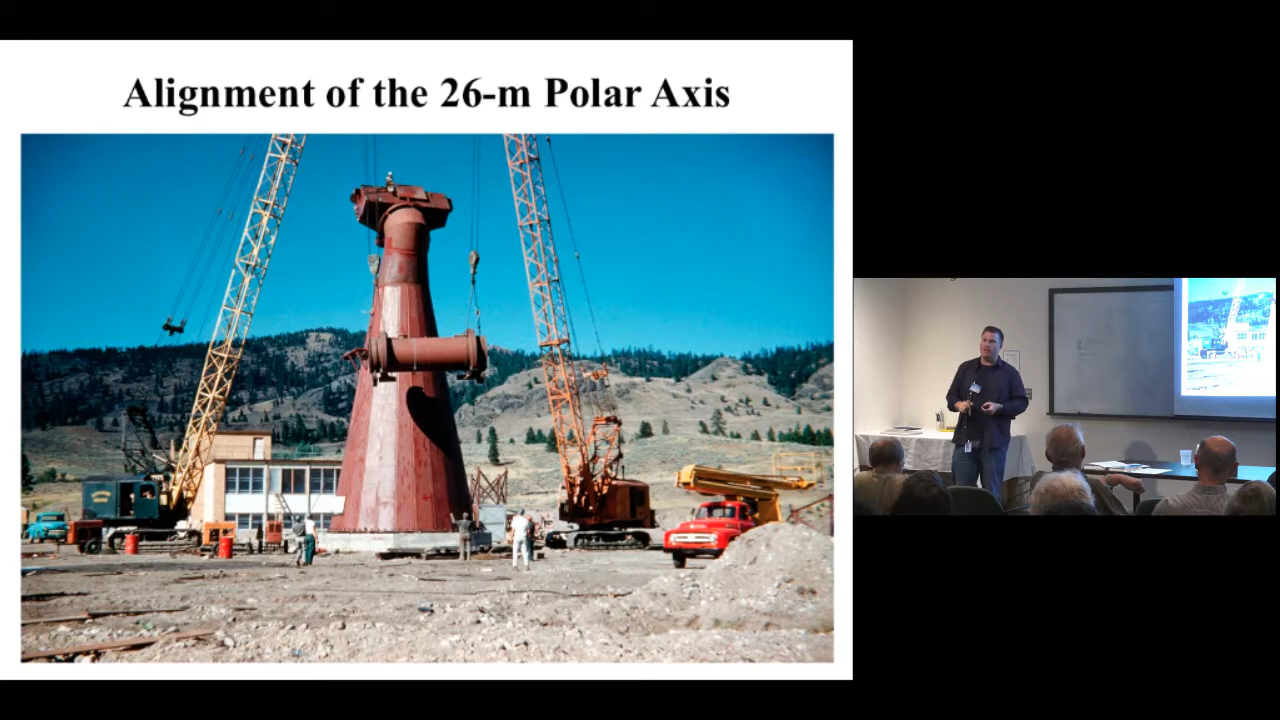 Alignment of the 26-m Polar Axis